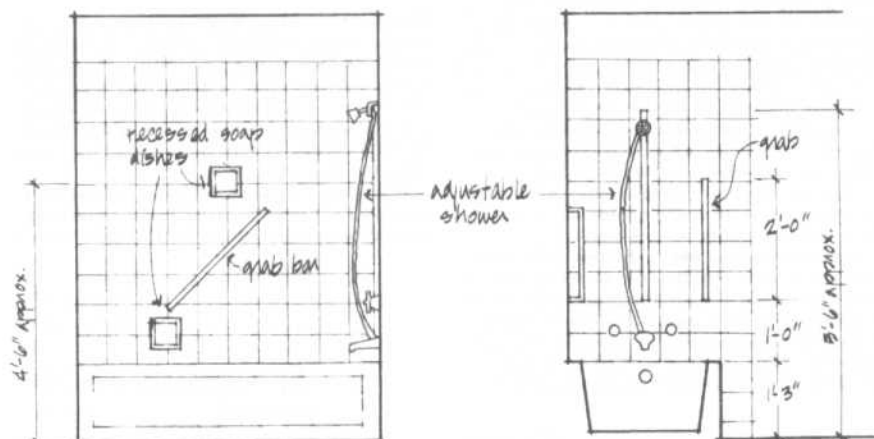 recessed soap
dishes
grab bar
4'-6" approx.
adjustable
shower
grab
2'-0"
1'-0"
1'-3"
5'-6" approx.